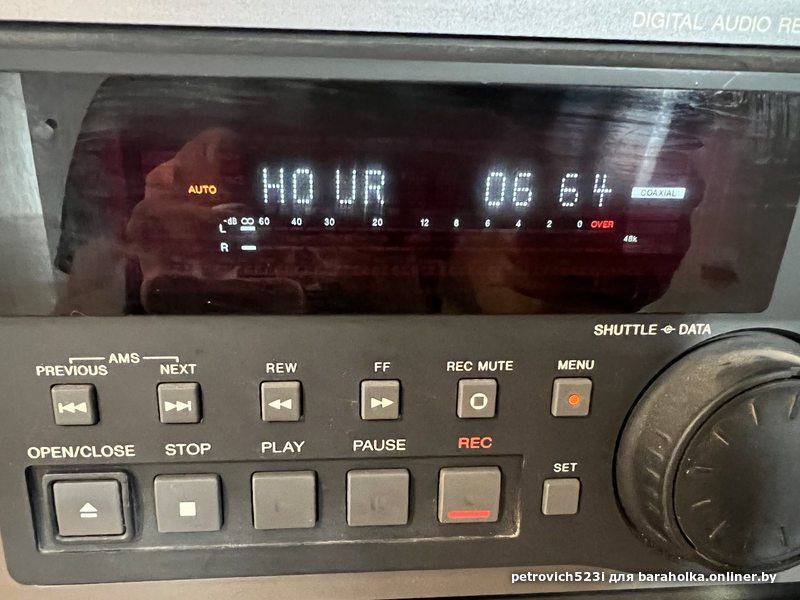 DIGITAL AUDIO RE
AUTO HOUR 06 64 COAXIAL
-dB ∞ 60 40 30 20 12 8 6 4 2 0 OVER
L
R 48k
SHUTTLE DATA
AMS
PREVIOUS NEXT REW FF REC MUTE MENU
OPEN/CLOSE STOP PLAY PAUSE REC
SET
petrovich523l для baraholka.onliner.by